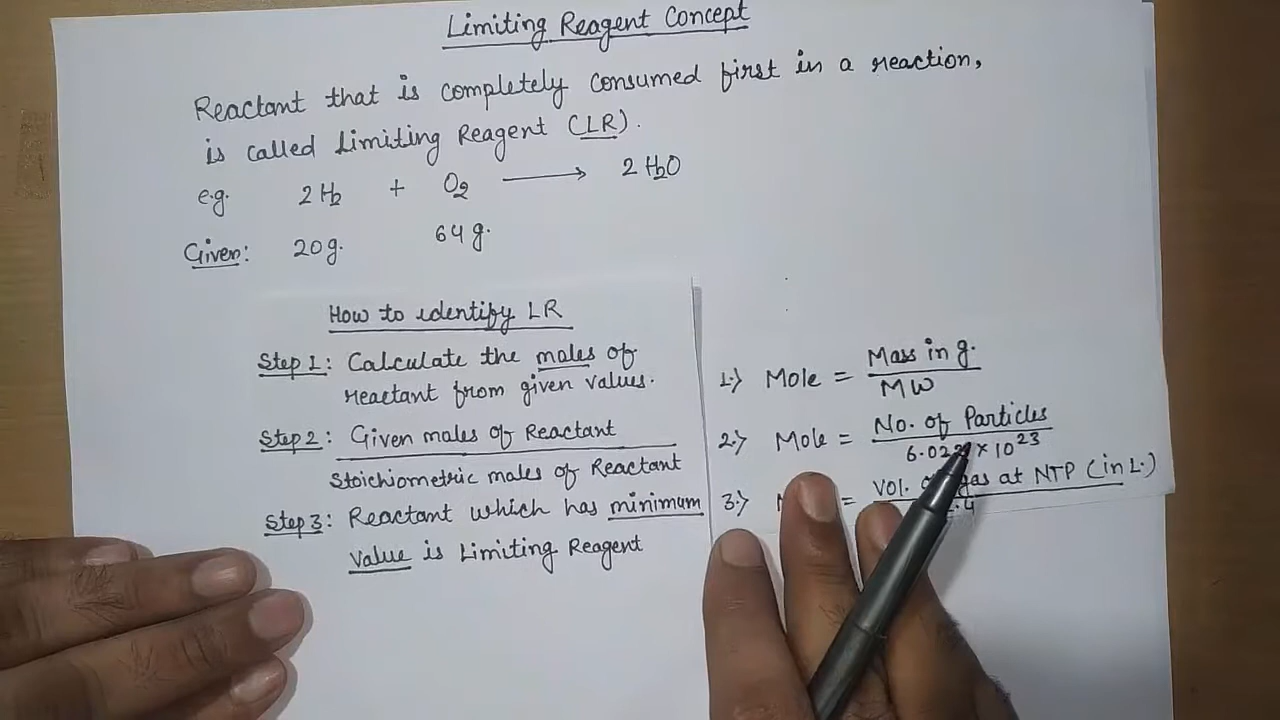 Limiting Reagent Concept
Reactant that is completely consumed first in a reaction,
is called Limiting Reagent (LR).
e.g. 2H2 + O2 → 2H2O
Given: 20g. 64g.
How to identify LR
Step 1: Calculate the moles of
reactant from given values.
Step 2: Given moles of Reactant
Stoichiometric moles of Reactant
Step 3: Reactant which has minimum
value is Limiting Reagent
1.) Mole = Mass in g.
MW
2.) Mole = No. of Particles
× 10^23
3.) = Vol. gas at NTP (in L.)